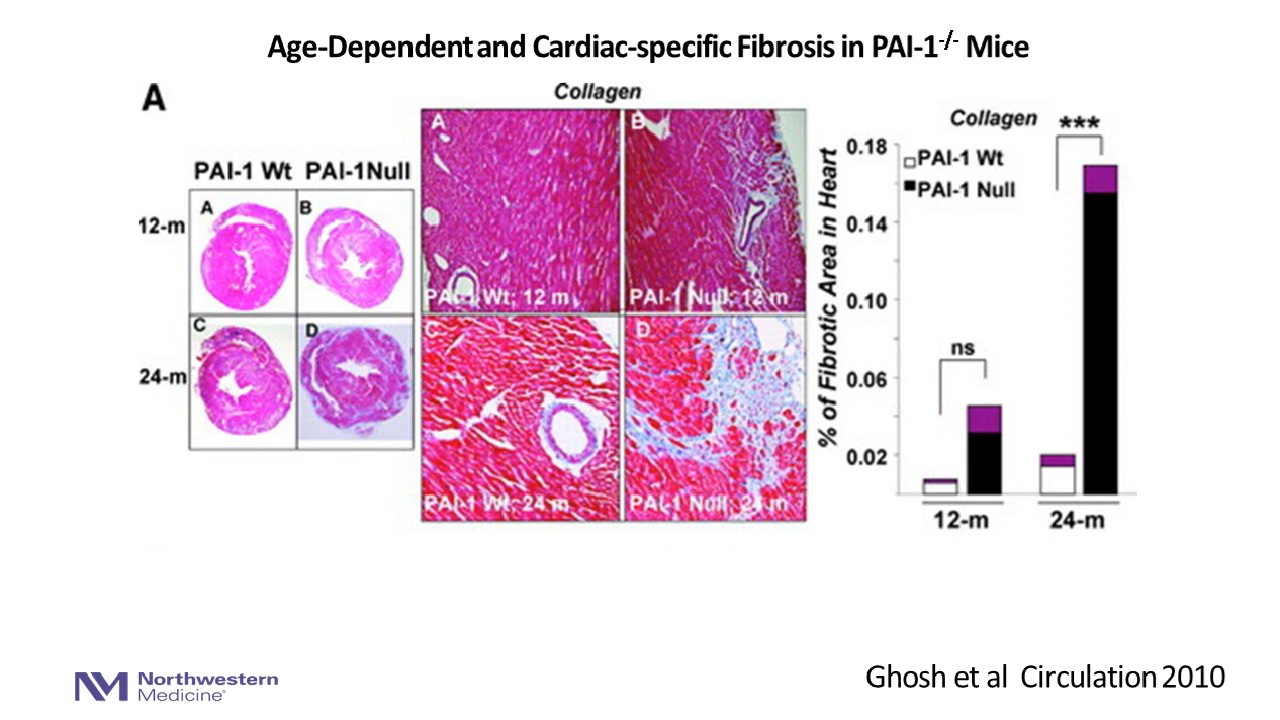 Age-Dependent and Cardiac-specific Fibrosis in PAI-1-/- Mice
A
Collagen
PAI-1 Wt PAI-1Null
12-m
24-m
A
B
C
D
A
B
PAI-1 Wt; 12 m
PAI-1 Null; 12 m
C
D
PAI-1 Wt; 24 m
PAI-1 Null; 24 m
% of Fibrotic Area in Heart
Collagen
***
PAI-1 Wt
PAI-1 Null
0.18
0.14
0.10
0.06
0.02
ns
12-m
24-m
Northwestern
Medicine®
Ghosh et al Circulation 2010